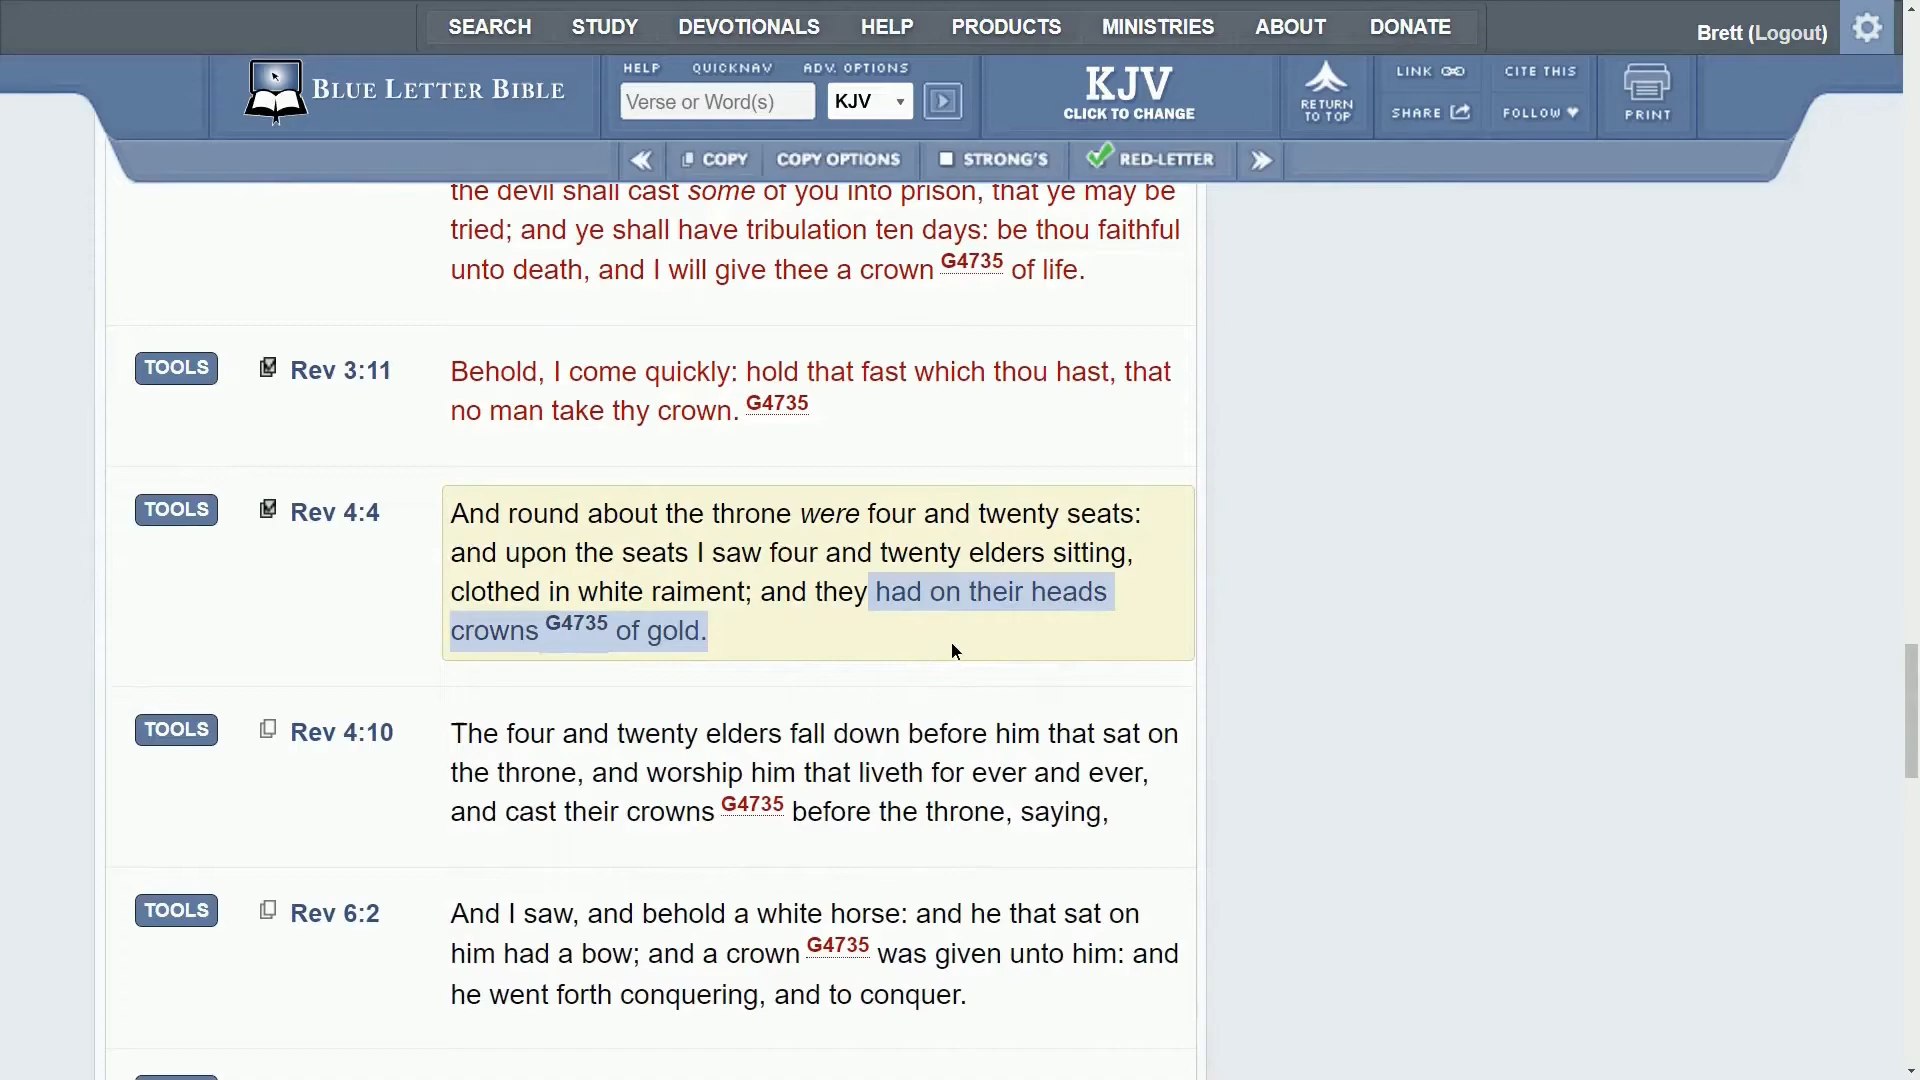 SEARCH STUDY DEVOTIONALS HELP PRODUCTS MINISTRIES ABOUT DONATE
Brett (Logout)
BLUE LETTER BIBLE
HELP QUICKNAV ADV. OPTIONS
Verse or Word(s) KJV
KJV
CLICK TO CHANGE
RETURN
TO TOP
LINK CITE THIS
SHARE FOLLOW
PRINT
COPY COPY OPTIONS STRONG'S RED-LETTER
the devil shall cast some of you into prison, that ye may be
tried; and ye shall have tribulation ten days: be thou faithful
unto death, and I will give thee a crown G4735 of life.
TOOLS Rev 3:11
Behold, I come quickly: hold that fast which thou hast, that
no man take thy crown. G4735
TOOLS Rev 4:4
And round about the throne were four and twenty seats:
and upon the seats I saw four and twenty elders sitting,
clothed in white raiment; and they had on their heads
crowns G4735 of gold.
TOOLS Rev 4:10
The four and twenty elders fall down before him that sat on
the throne, and worship him that liveth for ever and ever,
and cast their crowns G4735 before the throne, saying,
TOOLS Rev 6:2
And I saw, and behold a white horse: and he that sat on
him had a bow; and a crown G4735 was given unto him: and
he went forth conquering, and to conquer.